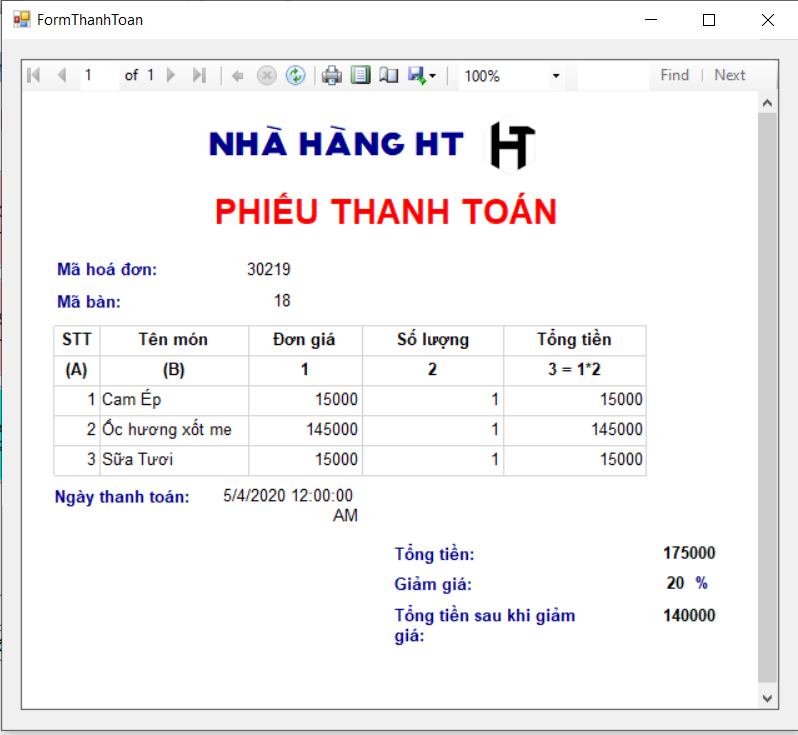 FormThanhToan
1 of 1 100% Find | Next
NHÀ HÀNG HT HT
PHIẾU THANH TOÁN
Mã hoá đơn: 30219
Mã bàn: 18
STT Tên món Đơn giá Số lượng Tổng tiền
(A) (B) 1 2 3 = 1*2
1 Cam Ép 15000 1 15000
2 Ốc hương xốt me 145000 1 145000
3 Sữa Tươi 15000 1 15000
Ngày thanh toán: 5/4/2020 12:00:00
AM
Tổng tiền: 175000
Giảm giá: 20 %
Tổng tiền sau khi giảm 140000
giá: